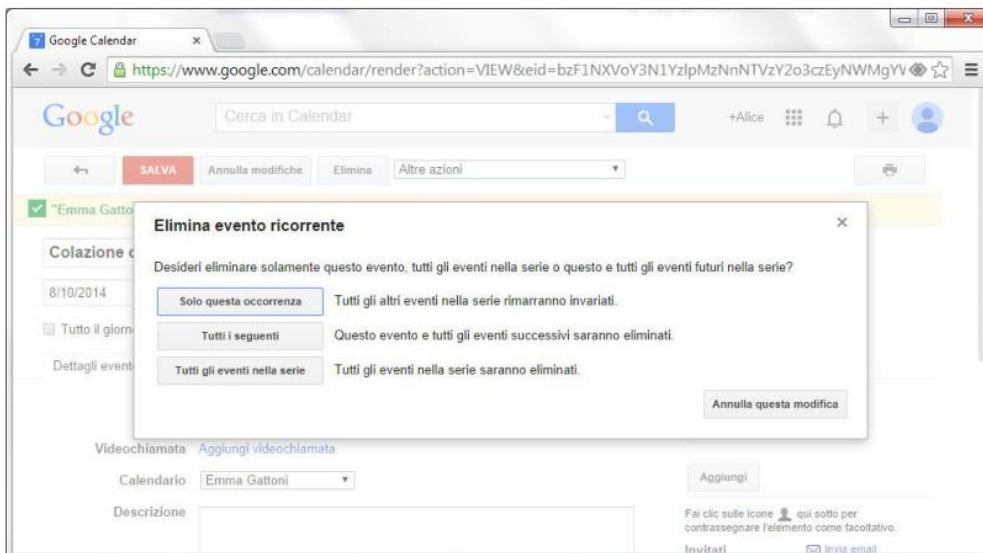 Google Calendar
https://www.google.com/calendar/render?action=VIEW&eid=bzF1NXVoY3N1YzlpMzNnNTVzY2o3czEyNWMgYV
Google Cerca in Calendar +Alice
SALVA Annulla modifiche Elimina Altre azioni
"Emma Gatto
Elimina evento ricorrente
Colazione
Desideri eliminare solamente questo evento, tutti gli eventi nella serie o questo e tutti gli eventi futuri nella serie?
8/10/2014
Solo questa occorrenza Tutti gli altri eventi nella serie rimarranno invariati.
Tutto il giorn
Tutti i seguenti Questo evento e tutti gli eventi successivi saranno eliminati.
Dettagli event
Tutti gli eventi nella serie Tutti gli eventi nella serie saranno eliminati.
Annulla questa modifica
Videochiamata Aggiungi videochiamata
Calendario Emma Gattoni
Aggiungi
Descrizione
Fai clic sulle icone qui sotto per
contrassegnare l'elemento come facoltativo.
Invitati Invia email